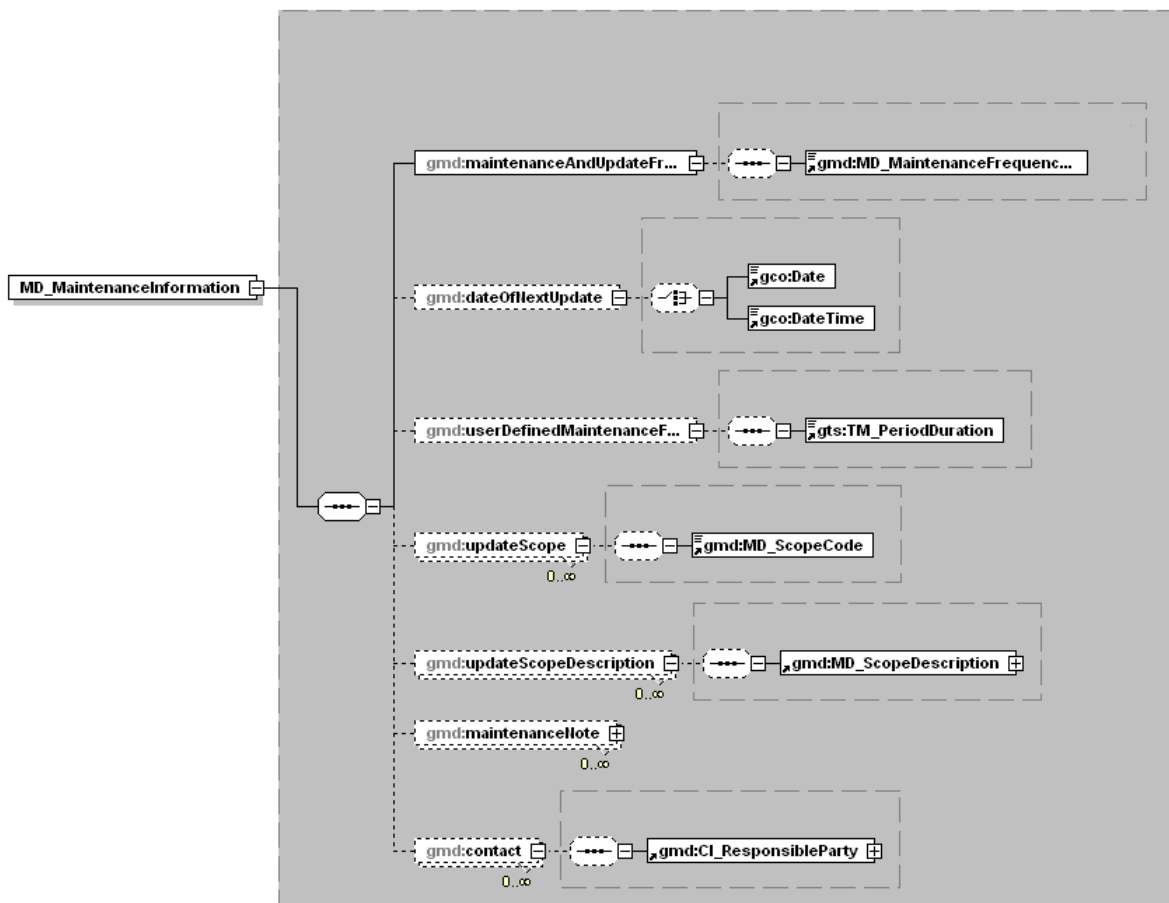 gmd:maintenanceAndUpdateFr...
gmd:MD_MaintenanceFrequenc...
MD_MaintenanceInformation
gmd:dateOfNextUpdate
gco:Date
gco:DateTime
gmd:userDefinedMaintenanceF...
gts:TM_PeriodDuration
gmd:updateScope
0..∞
gmd:MD_ScopeCode
gmd:updateScopeDescription
0..∞
gmd:MD_ScopeDescription
gmd:maintenanceNote
0..∞
gmd:contact
0..∞
gmd:CI_ResponsibleParty